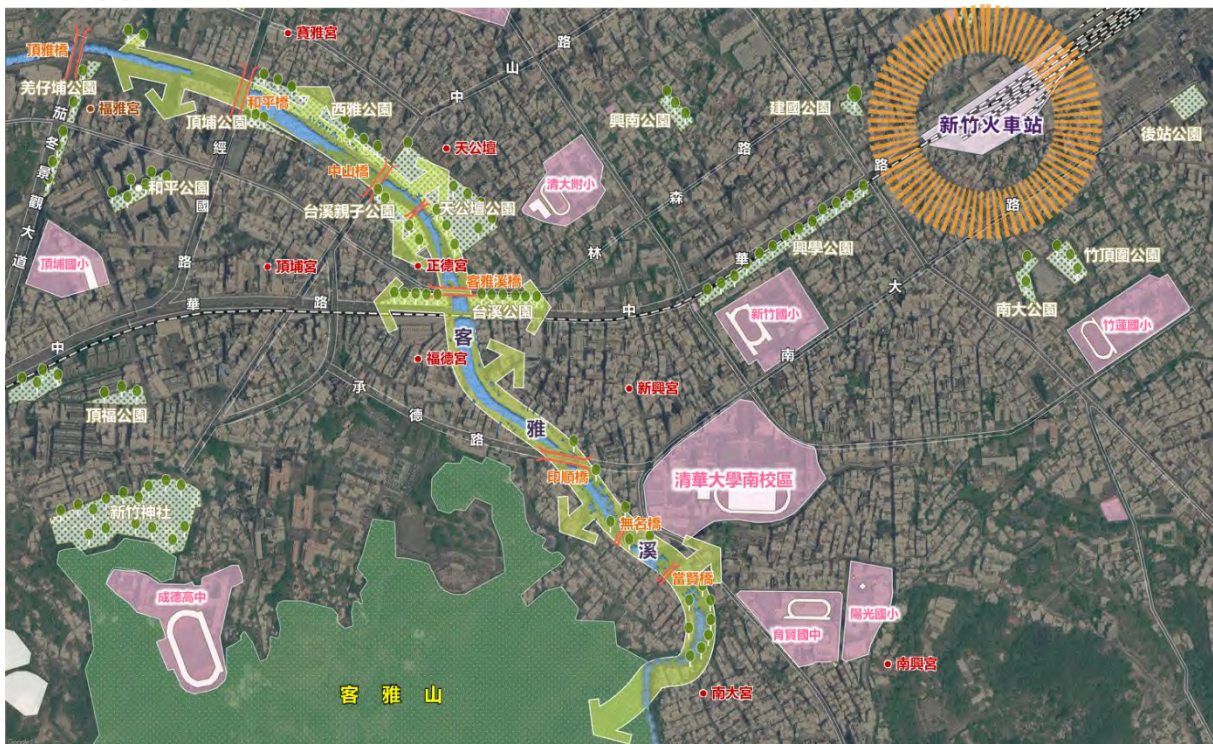 寶雅宮
頂雅橋
羌仔埔公園
福雅宮
和平橋
頂埔公園
西雅公園
中山路
天公壇
興南公園
建國公園
新竹火車站
後站公園
茄苳景觀大道
和平公園
經國路
中山橋
台溪親子公園
天公壇公園
清大附小
林森路
興學公園
竹頂圍公園
頂埔國小
頂埔宮
正德宮
客雅溪橋
台溪公園
中華路
中華路
新竹國小
南大路
南大公園
竹蓮國小
福德宮
新興宮
頂福公園
承德路
客雅溪
印順橋
清華大學南校區
新竹神社
無名橋
當賢橋
成德高中
育賢國中
陽光國小
南興宮
客雅山
南大宮